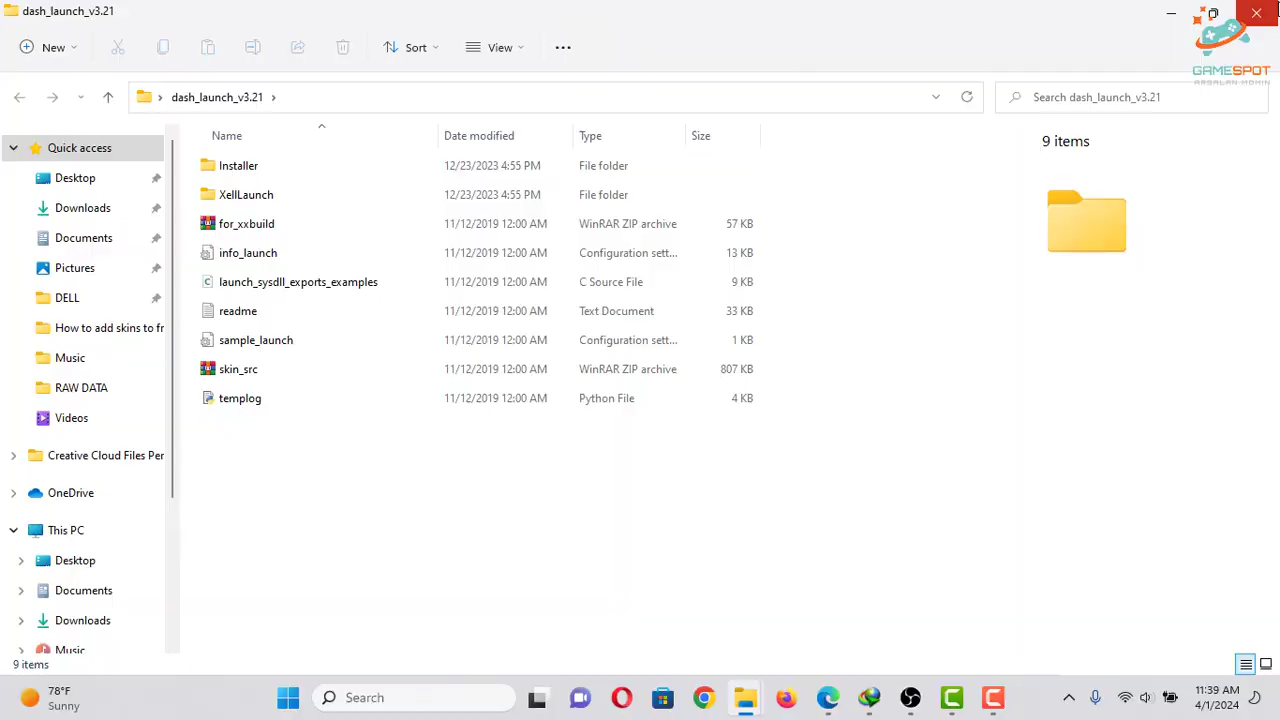 dash_launch_v3.21
New
Sort
View
GAMESPOT
ARSALAN MOHIN
dash_launch_v3.21
Search dash_launch_v3.21
Name Date modified Type Size
Quick access
Desktop
Downloads
Documents
Pictures
DELL
How to add skins to fr
Music
RAW DATA
Videos
Creative Cloud Files Per
OneDrive
This PC
Desktop
Documents
Downloads
Music
Installer 12/23/2023 4:55 PM File folder
XellLaunch 12/23/2023 4:55 PM File folder
for_xxbuild 11/12/2019 12:00 AM WinRAR ZIP archive 57 KB
info_launch 11/12/2019 12:00 AM Configuration sett... 13 KB
launch_sysdll_exports_examples 11/12/2019 12:00 AM C Source File 9 KB
readme 11/12/2019 12:00 AM Text Document 33 KB
sample_launch 11/12/2019 12:00 AM Configuration sett... 1 KB
skin_src 11/12/2019 12:00 AM WinRAR ZIP archive 807 KB
templog 11/12/2019 12:00 AM Python File 4 KB
9 items
9 items
78°F
Sunny
Search
11:39 AM
4/1/2024